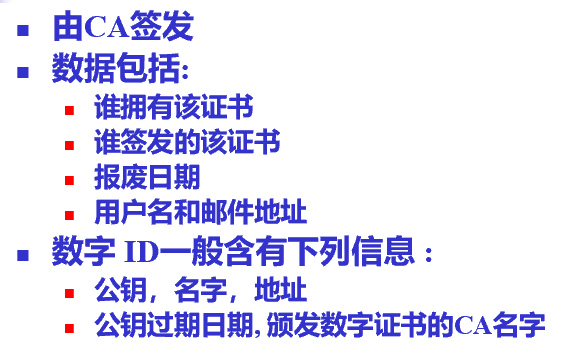 由CA签发
数据包括:
谁拥有该证书
谁签发的该证书
报废日期
用户名和邮件地址
数字 ID一般含有下列信息 :
公钥，名字，地址
公钥过期日期, 颁发数字证书的CA名字